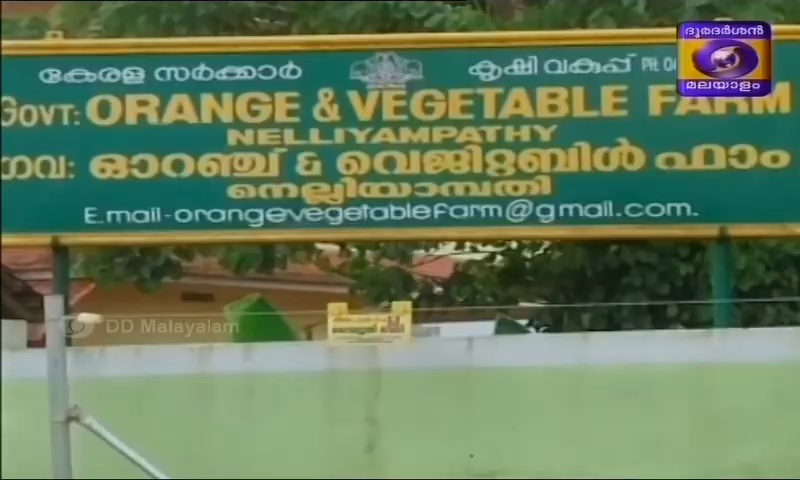 കേരള സർക്കാർ കൃഷി വകുപ്പ് PH:
ദൂരദർശൻ
മലയാളം
GOVT: ORANGE & VEGETABLE FARM
NELLIYAMPATHY
ഗവ: ഓറഞ്ച് & വെജിറ്റബിൾ ഫാം
നെല്ലിയാമ്പതി
E.mail-orangevegetablefarm@gmail.com.
DD Malayalam